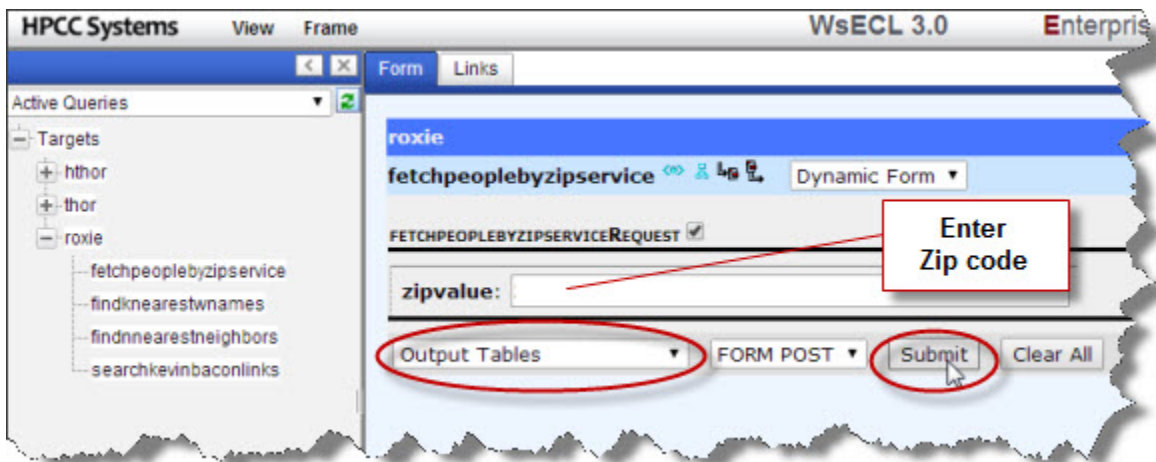 HPCC Systems View Frame WsECL 3.0 Enterpris
Form Links
Active Queries
Targets
hthor
thor
roxie
fetchpeoplebyzipservice
findknearestwnames
findnnearestneighbors
searchkevinbaconlinks
roxie
fetchpeoplebyzipservice Dynamic Form
FETCHPEOPLEBYZIPSERVICEREQUEST
Enter
Zip code
zipvalue:
Output Tables FORM POST Submit Clear All